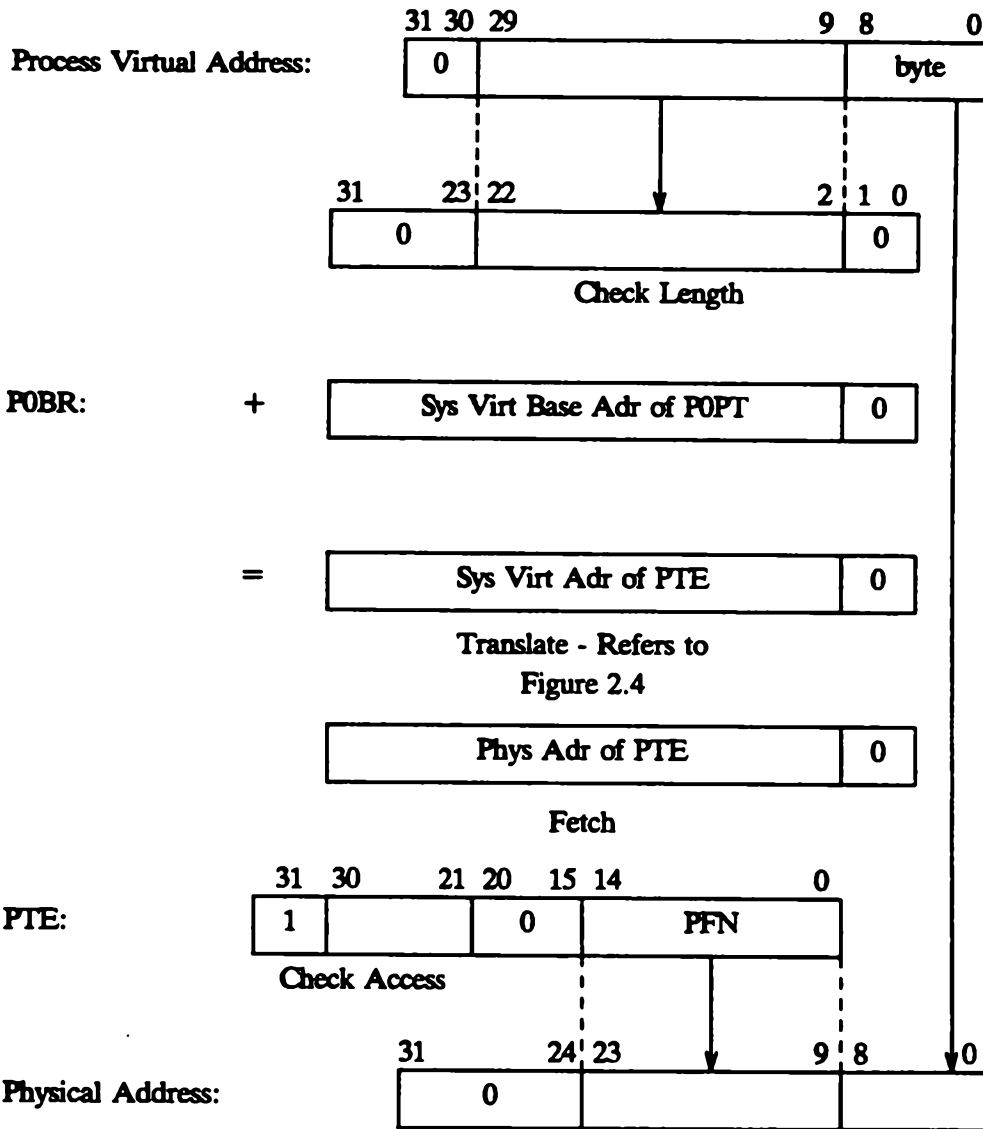 31 30 29 9 8 0
Process Virtual Address: 0 byte
31 23 22 2 1 0
0 0
Check Length
P0BR: + Sys Virt Base Adr of P0PT 0
= Sys Virt Adr of PTE 0
Translate - Refers to
Figure 2.4
Phys Adr of PTE 0
Fetch
31 30 21 20 15 14 0
PTE: 1 0 PFN
Check Access
31 24 23 9 8 0
Physical Address: 0